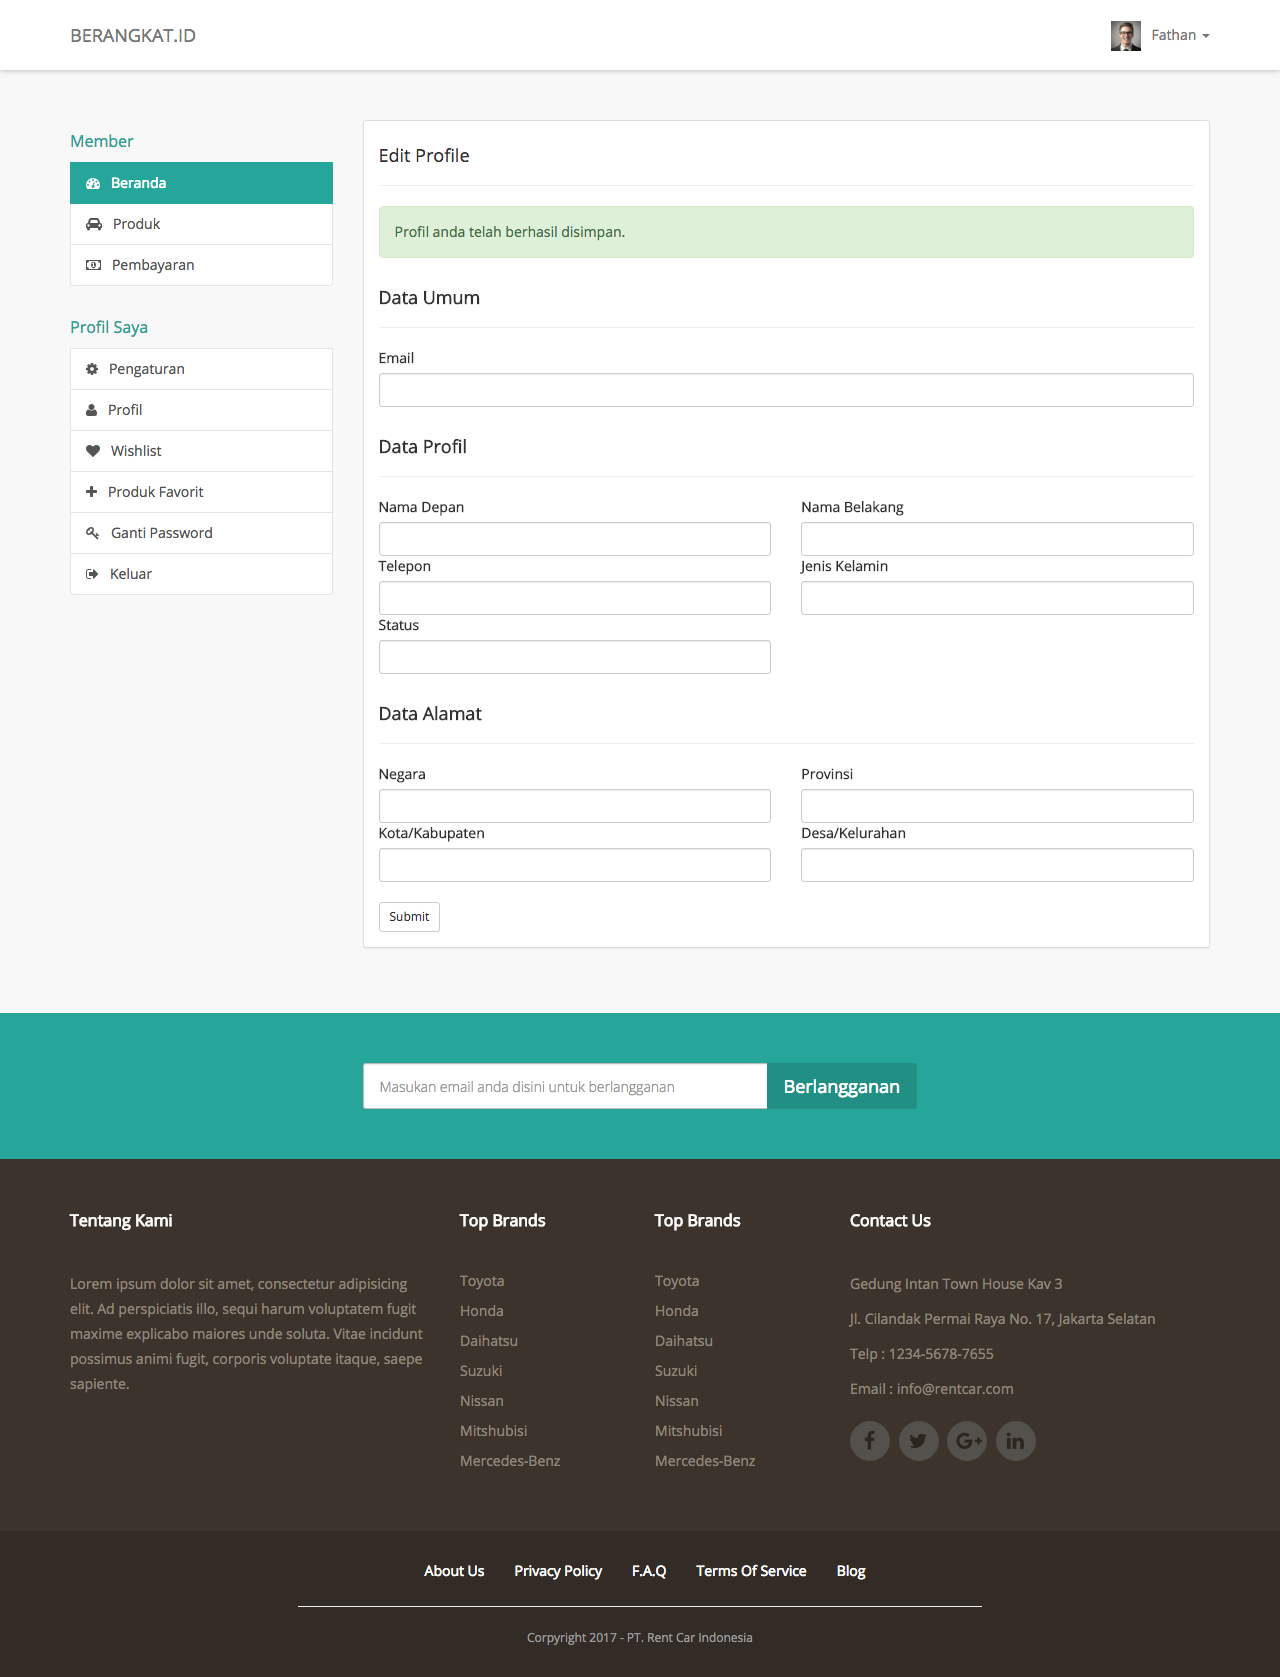 BERANGKAT.ID
Fathan
Member
Beranda
Produk
Pembayaran
Profil Saya
Pengaturan
Profil
Wishlist
Produk Favorit
Ganti Password
Keluar
Edit Profile
Profil anda telah berhasil disimpan.
Data Umum
Email
Data Profil
Nama Depan
Nama Belakang
Telepon
Jenis Kelamin
Status
Data Alamat
Negara
Provinsi
Kota/Kabupaten
Desa/Kelurahan
Submit
Masukan email anda disini untuk berlangganan
Berlangganan
Tentang Kami
Lorem ipsum dolor sit amet, consectetur adipisicing
elit. Ad perspiciatis illo, sequi harum voluptatem fugit
maxime explicabo maiores unde soluta. Vitae incidunt
possimus animi fugit, corporis voluptate itaque, saepe
sapiente.
Top Brands
Toyota
Honda
Daihatsu
Suzuki
Nissan
Mitshubisi
Mercedes-Benz
Top Brands
Toyota
Honda
Daihatsu
Suzuki
Nissan
Mitshubisi
Mercedes-Benz
Contact Us
Gedung Intan Town House Kav 3
Jl. Cilandak Permai Raya No. 17, Jakarta Selatan
Telp : 1234-5678-7655
Email : info@rentcar.com
About Us
Privacy Policy
F.A.Q
Terms Of Service
Blog
Corpyright 2017 - PT. Rent Car Indonesia